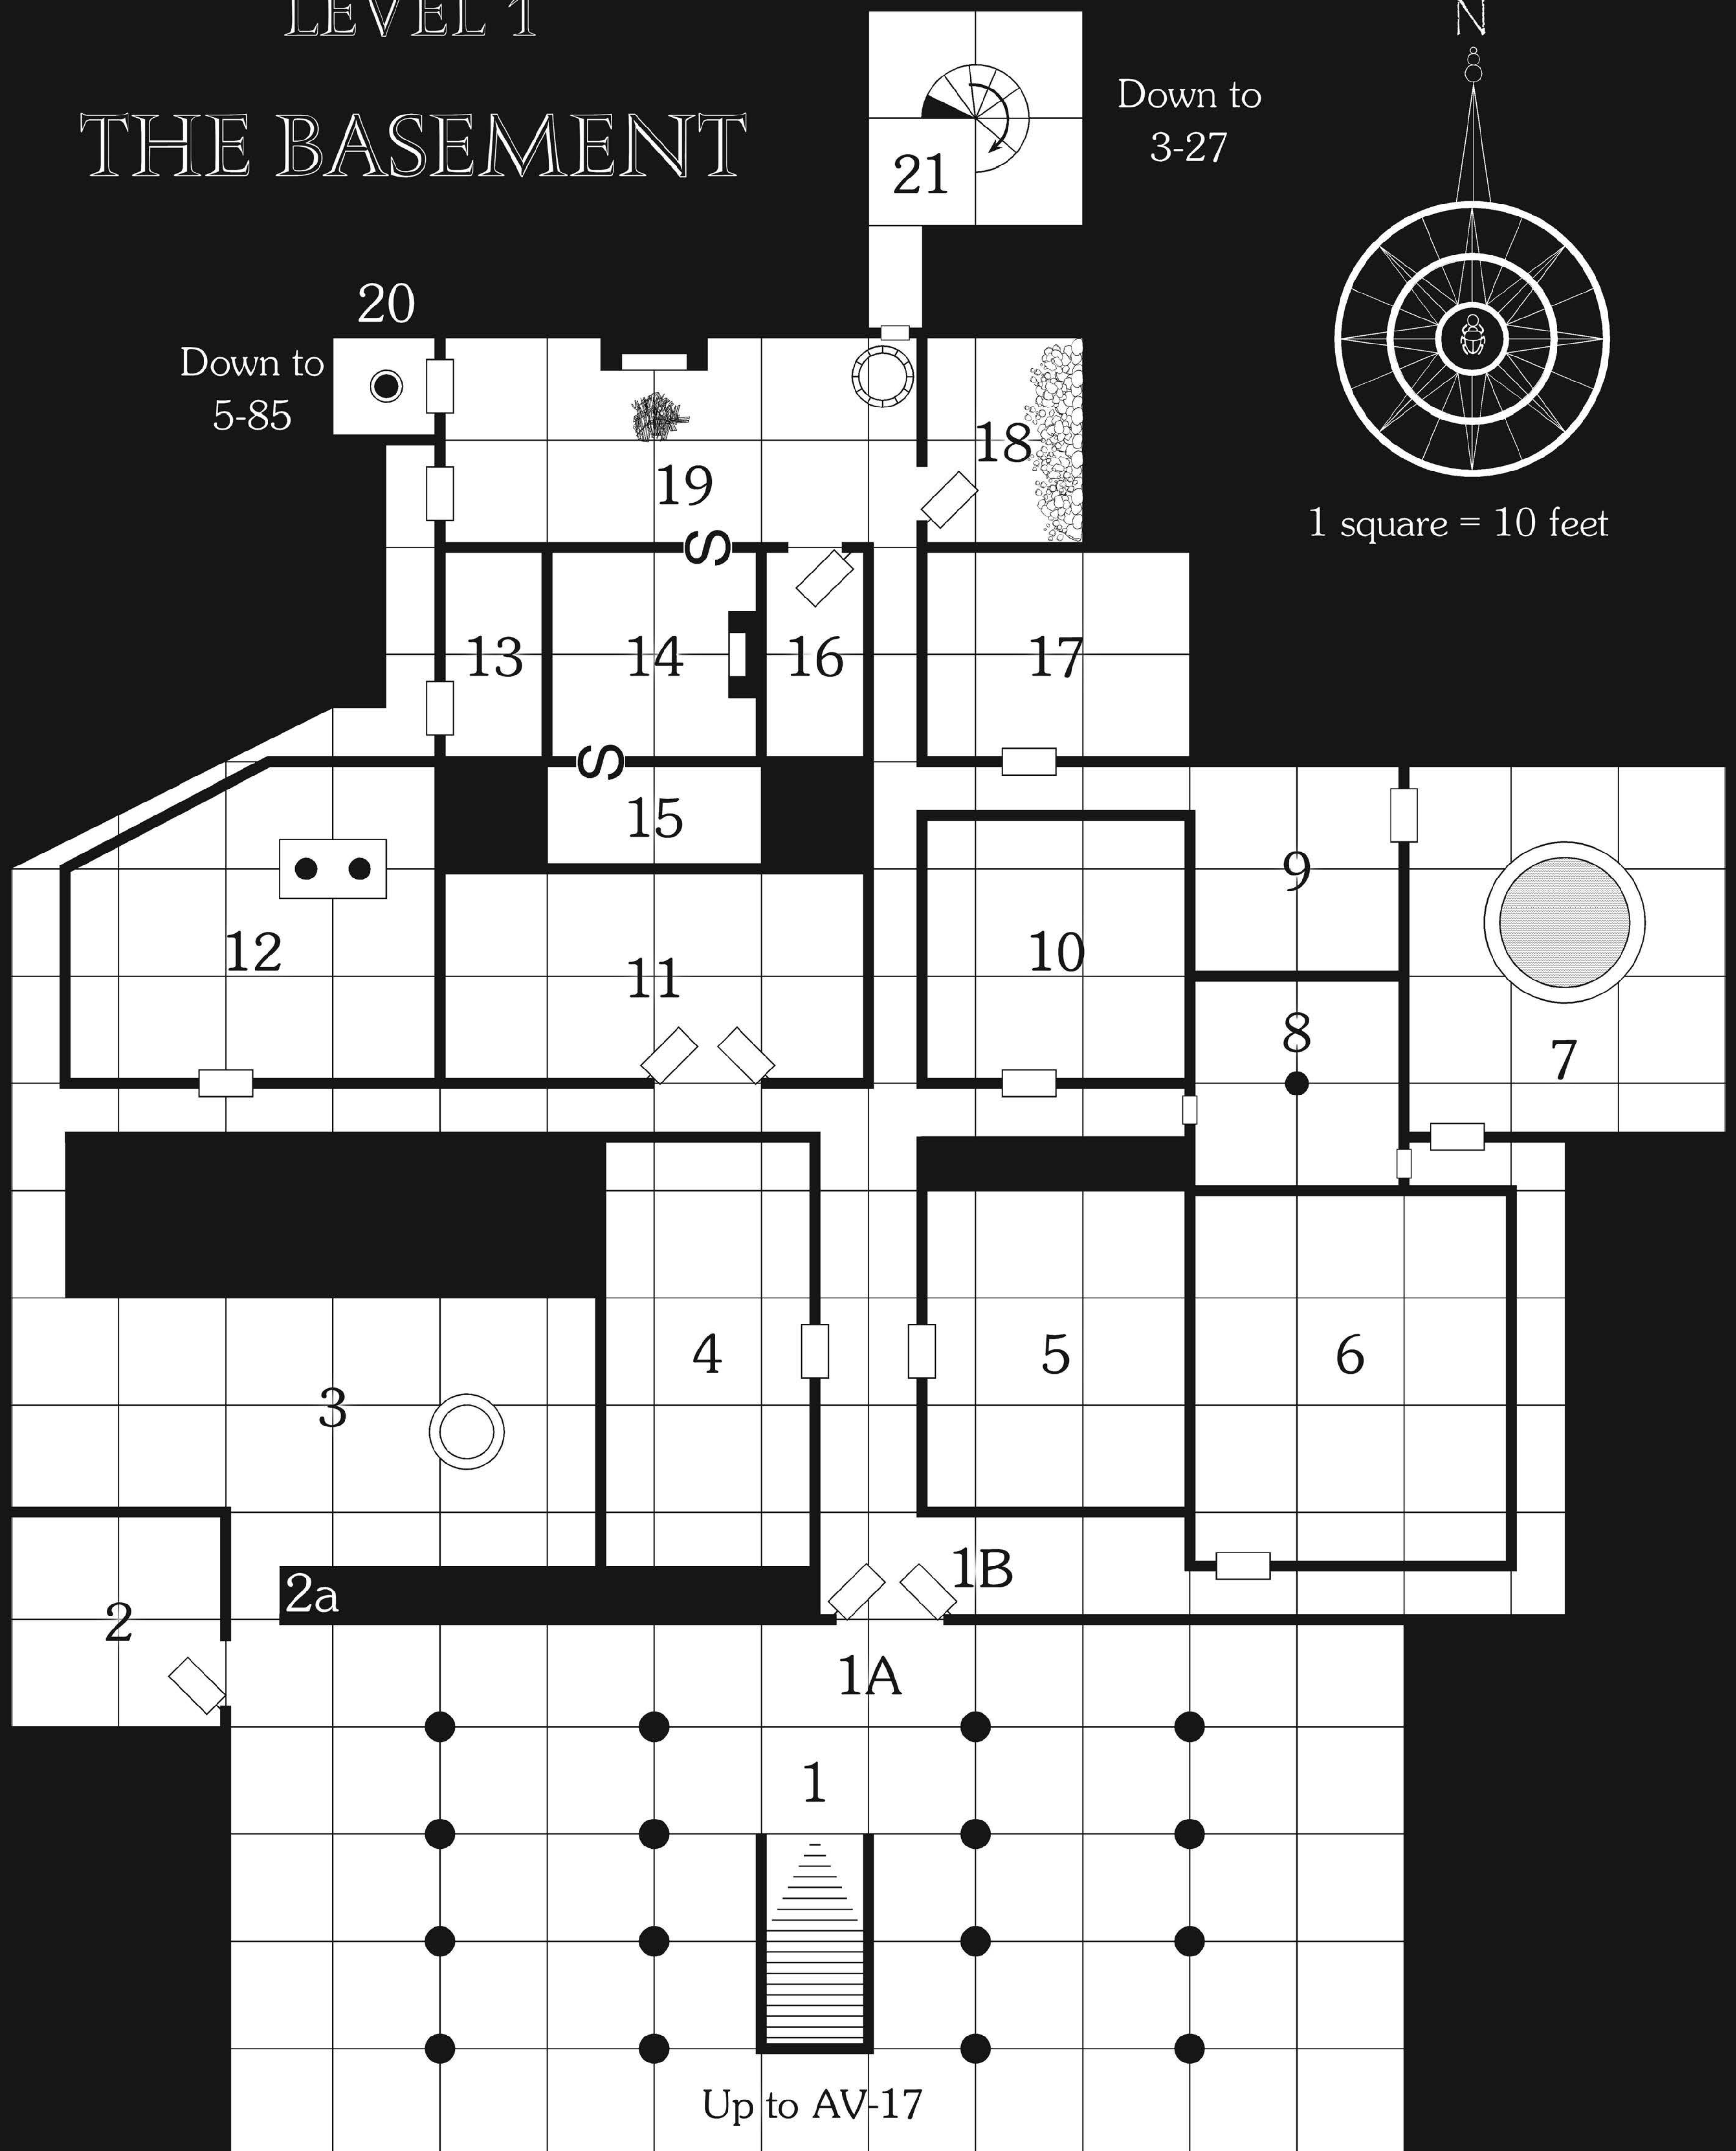 LEVEL 1
THE BASEMENT
N
Down to
3-27
21
20
Down to
5-85
18
19
1 square = 10 feet
S
13
14
16
17
S
15
9
12
11
10
8
7
4
5
6
3
1B
2a
2
1A
1
Up to AV-17